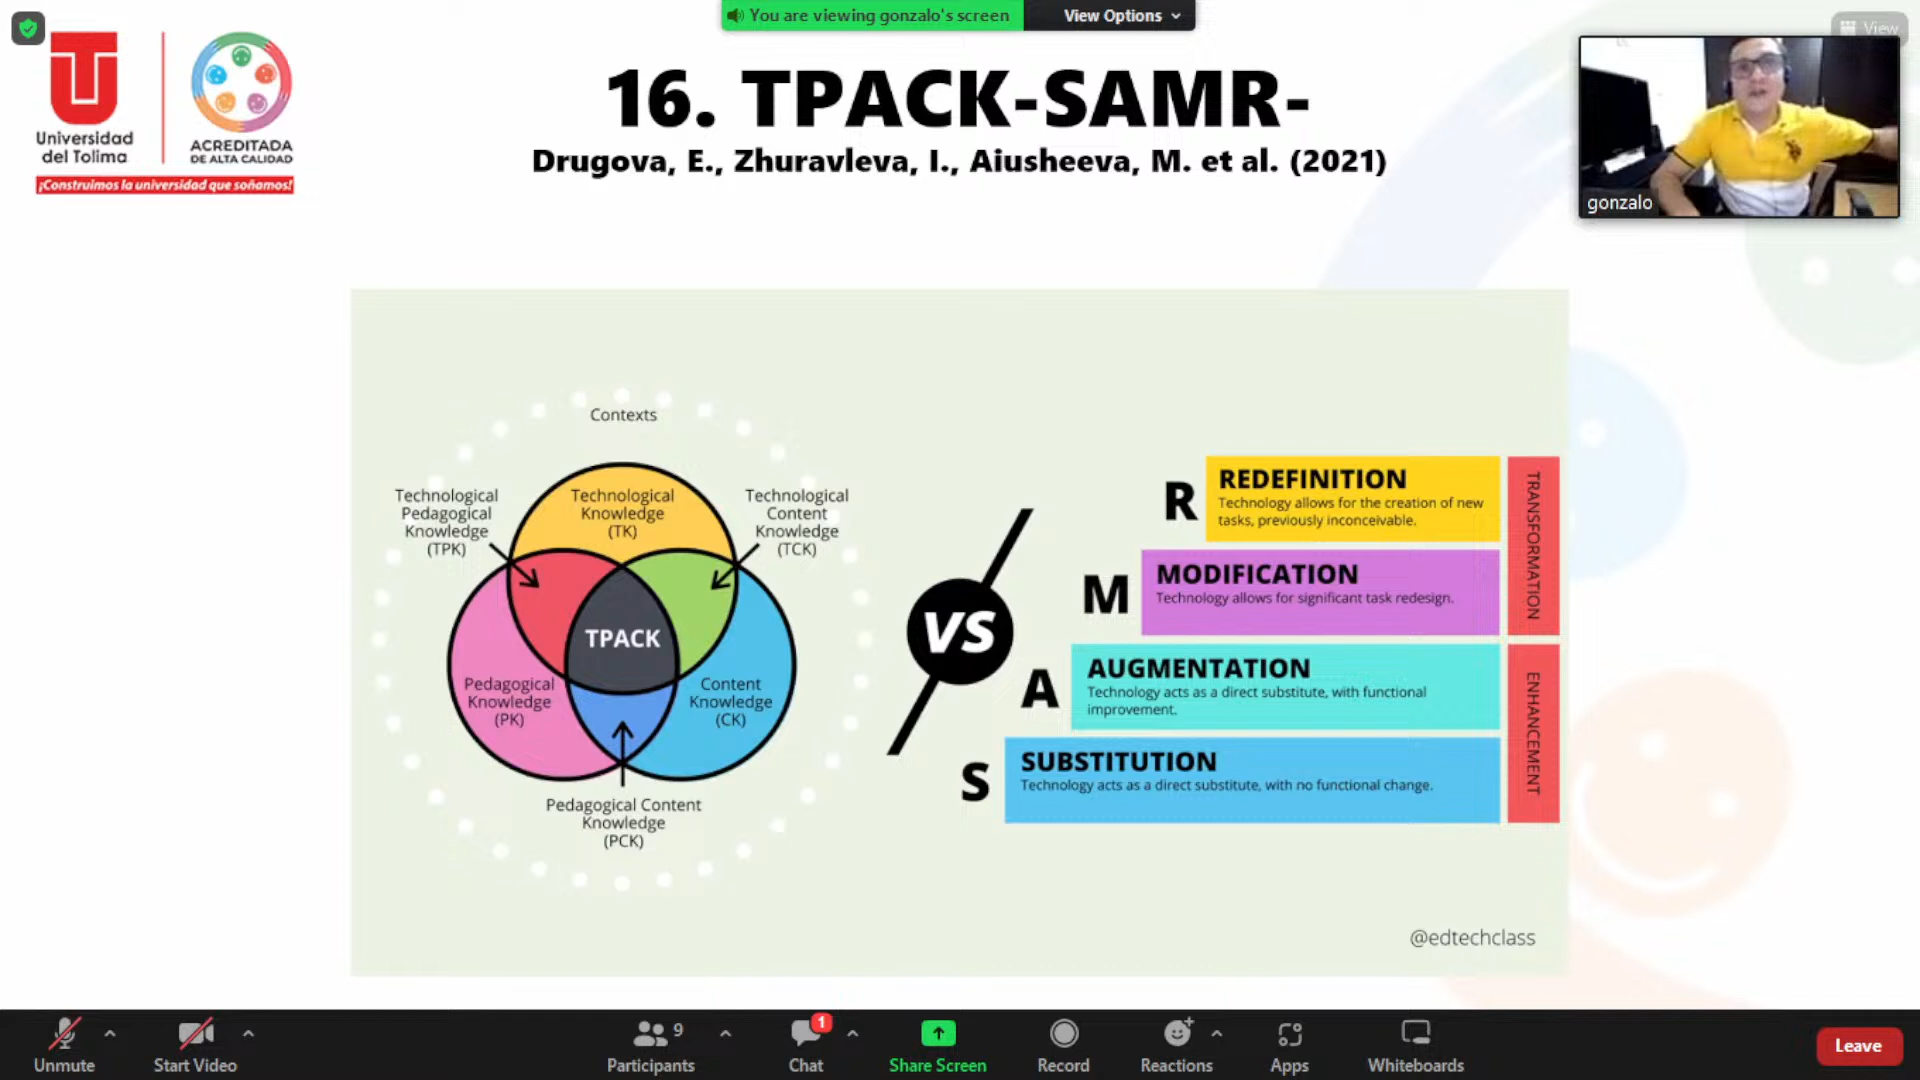 You are viewing gonzalo's screen
View Options
View
Universidad
del Tolima
ACREDITADA
DE ALTA CALIDAD
¡Construimos la universidad que soñamos!
16. TPACK-SAMR-
Drugova, E., Zhuravleva, I., Aiusheeva, M. et al. (2021)
gonzalo
Contexts
Technological
Pedagogical
Knowledge
(TPK)
Technological
Knowledge
(TK)
Technological
Content
Knowledge
(TCK)
TPACK
Pedagogical
Knowledge
(PK)
Content
Knowledge
(CK)
Pedagogical Content
Knowledge
(PCK)
VS
R
REDEFINITION
Technology allows for the creation of new
tasks, previously inconceivable.
M
MODIFICATION
Technology allows for significant task redesign.
TRANSFORMATION
A
AUGMENTATION
Technology acts as a direct substitute, with functional
improvement.
S
SUBSTITUTION
Technology acts as a direct substitute, with no functional change.
ENHANCEMENT
@edtechclass
Unmute
Start Video
9
Participants
1
Chat
Share Screen
Record
Reactions
Apps
Whiteboards
Leave